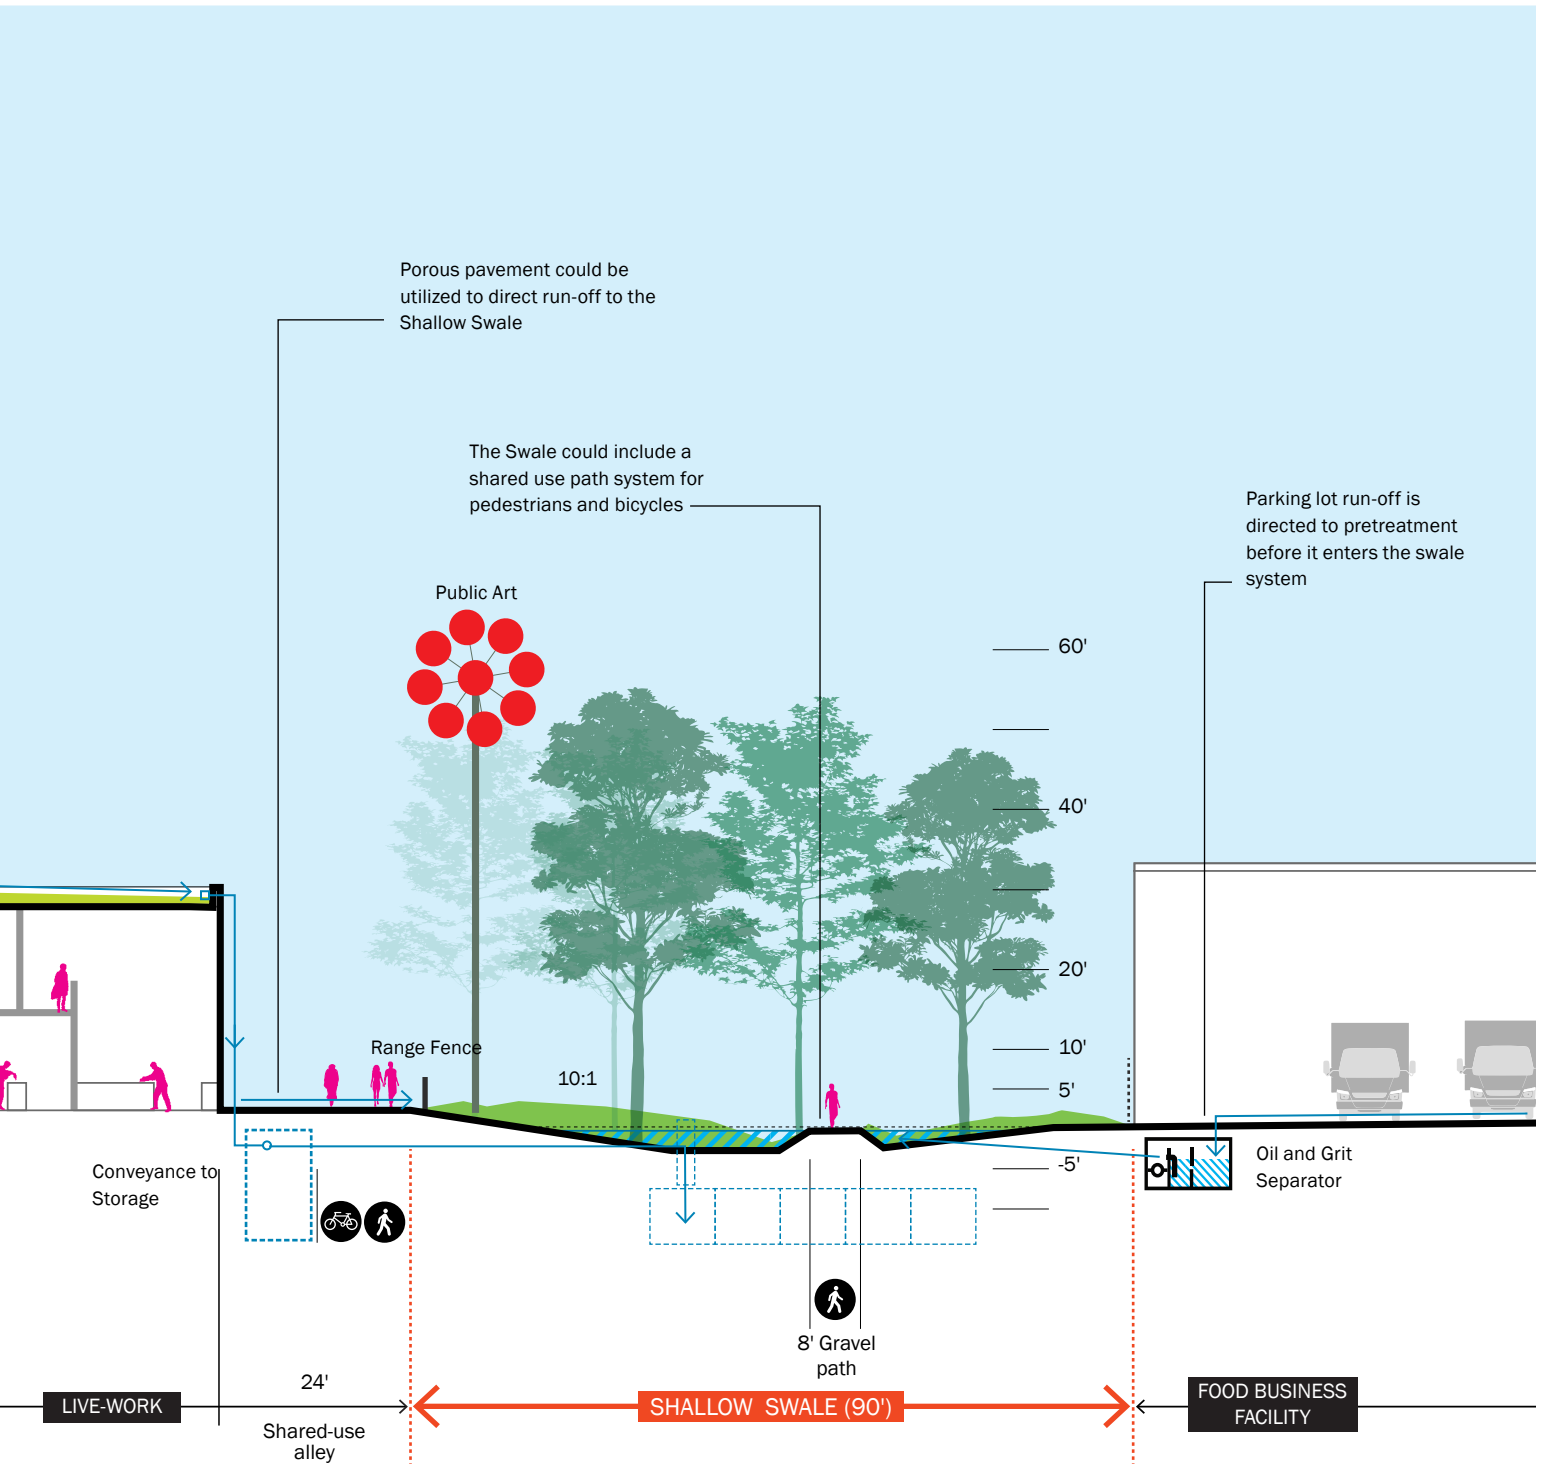 Porous pavement could be
utilized to direct run-off to the
Shallow Swale
The Swale could include a
shared use path system for
pedestrians and bicycles
Parking lot run-off is
directed to pretreatment
before it enters the swale
system
Public Art
60'
40'
20'
10'
5'
-5'
Range Fence
10:1
Conveyance to
Storage
Oil and Grit
Separator
8' Gravel
path
24'
Shared-use
alley
LIVE-WORK
SHALLOW SWALE (90')
FOOD BUSINESS
FACILITY